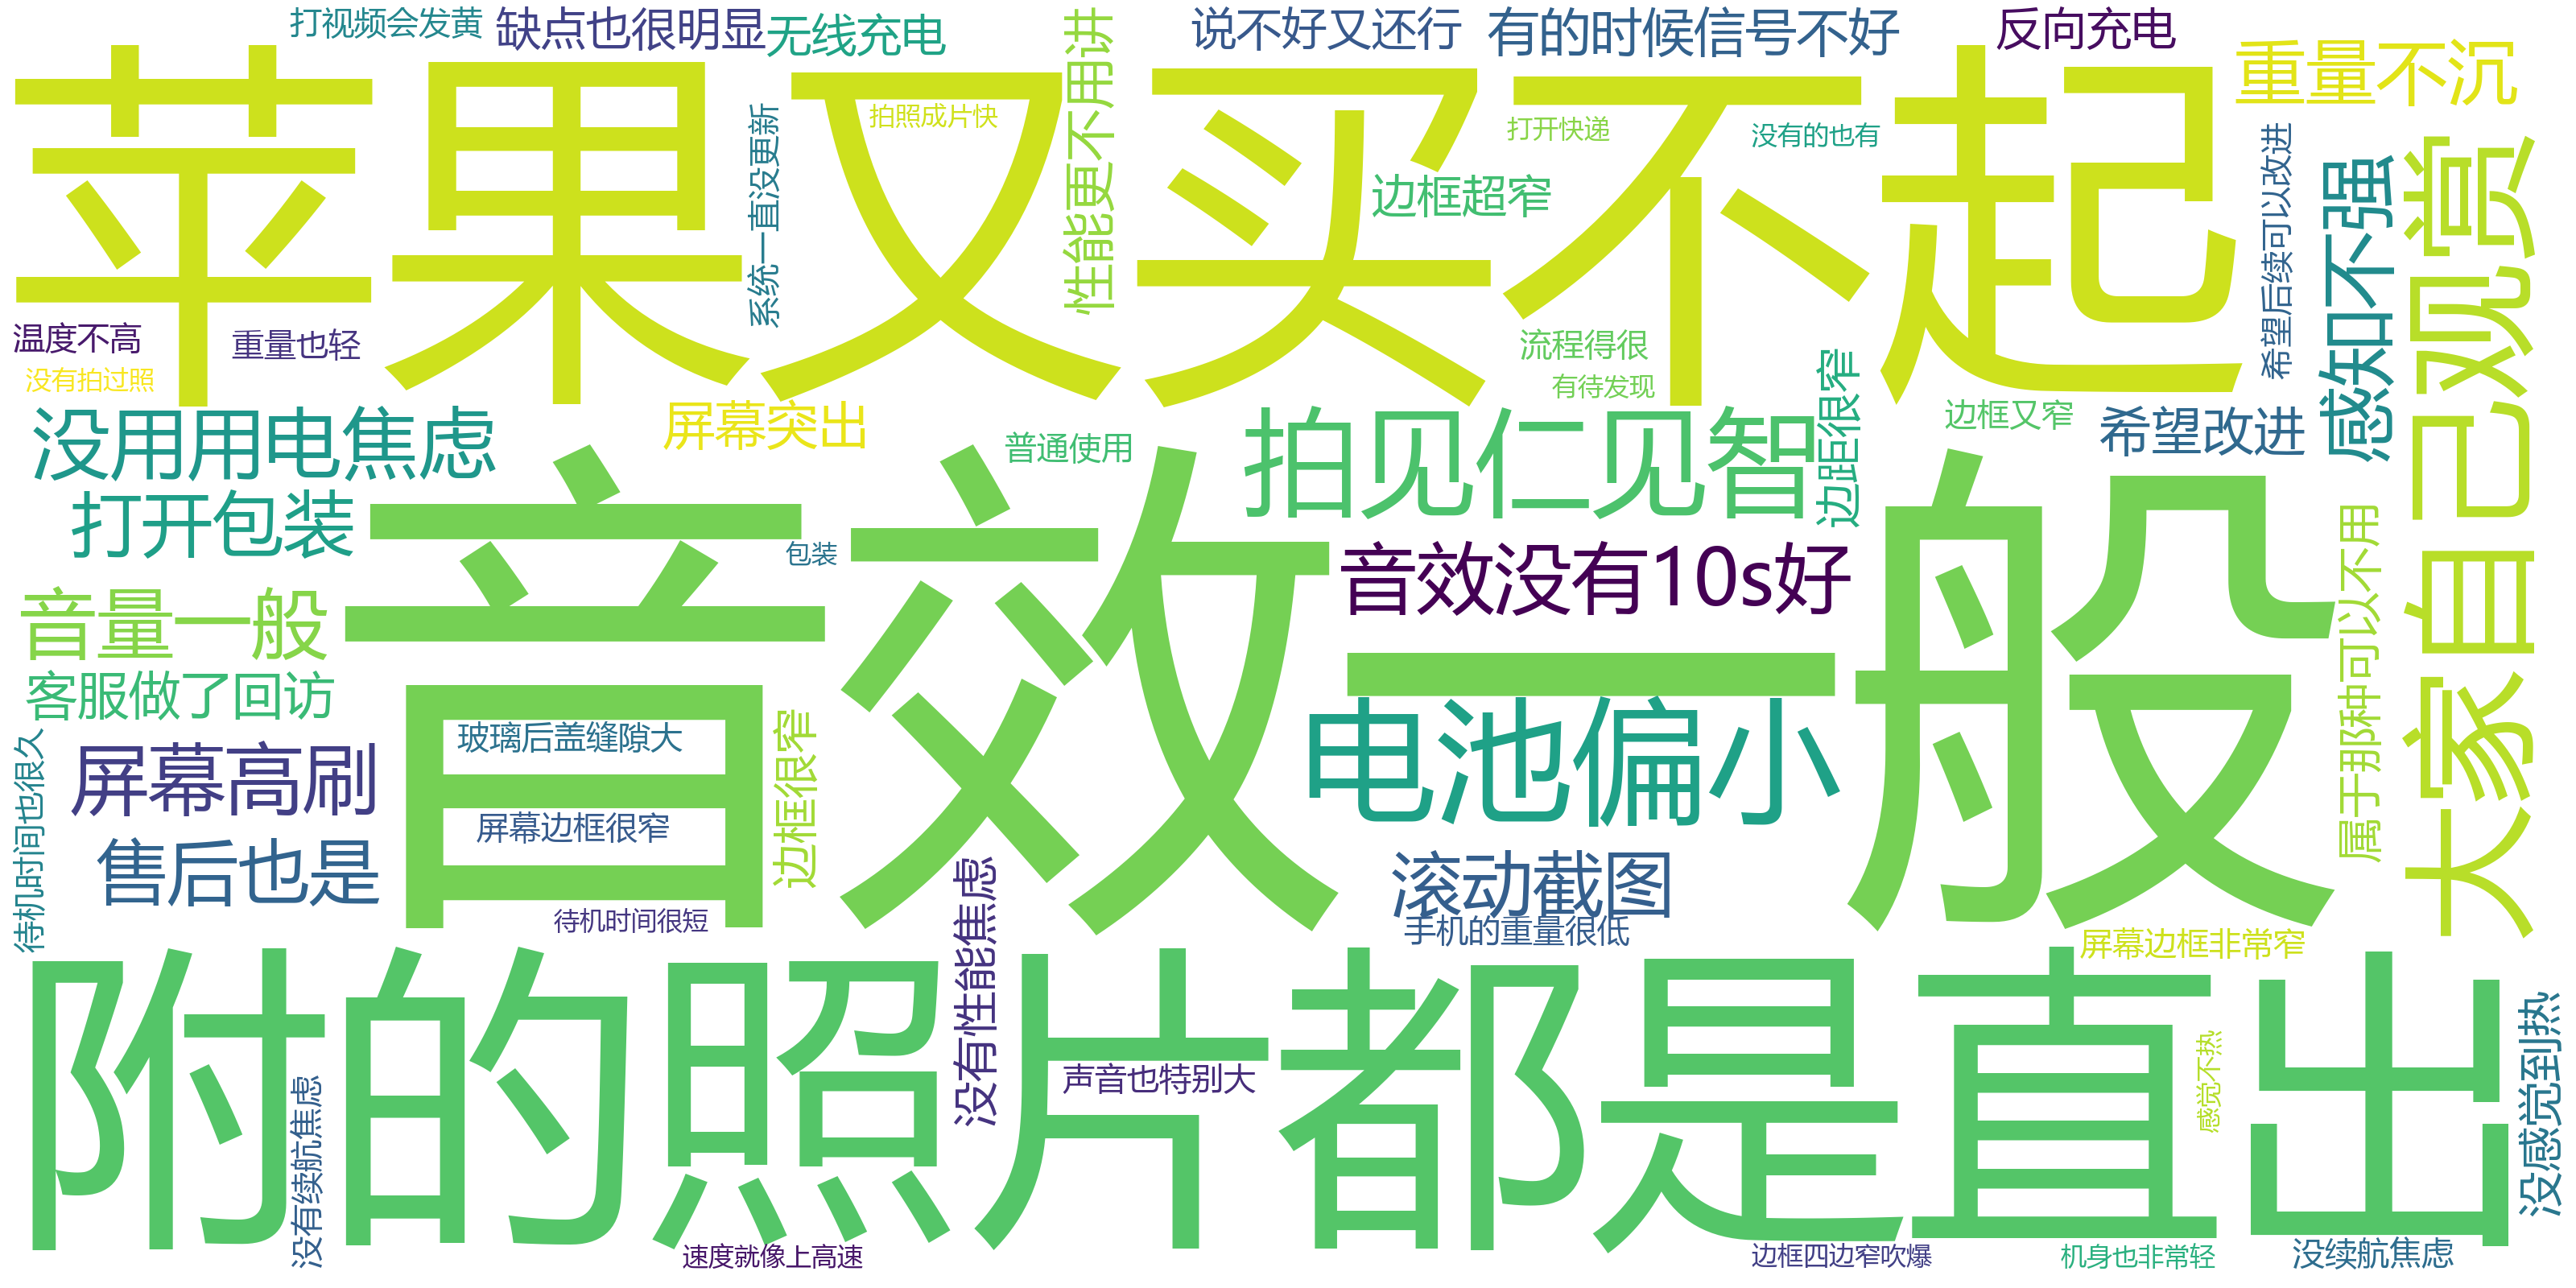 打视频会发黄
缺点也很明显
无线充电
性能更不用讲
说不好又还行
有的时候信号不好
反向充电
重量不沉
苹果又买不起
拍照成片快
系统一直没更新
打开快递
没有的也有
边框超窄
希望后续可以改进
感知不强
大家自己观赏
温度不高
重量也轻
没有拍过照
流程得很
有待发现
边距很窄
边框又窄
希望改进
没用用电焦虑
屏幕突出
普通使用
拍见仁见智
打开包装
包装
音效没有10s好
属于那种可以不用
音效一般
音量一般
客服做了回访
玻璃后盖缝隙大
边框很窄
电池偏小
待机时间也很久
屏幕高刷
屏幕边框很窄
售后也是
滚动截图
待机时间很短
没有性能焦虑
手机的重量很低
屏幕边框非常窄
附的照片都是直出
声音也特别大
没有续航焦虑
感觉不热
没感觉到热
速度就像上高速
边框四边窄吹爆
机身也非常轻
没续航焦虑